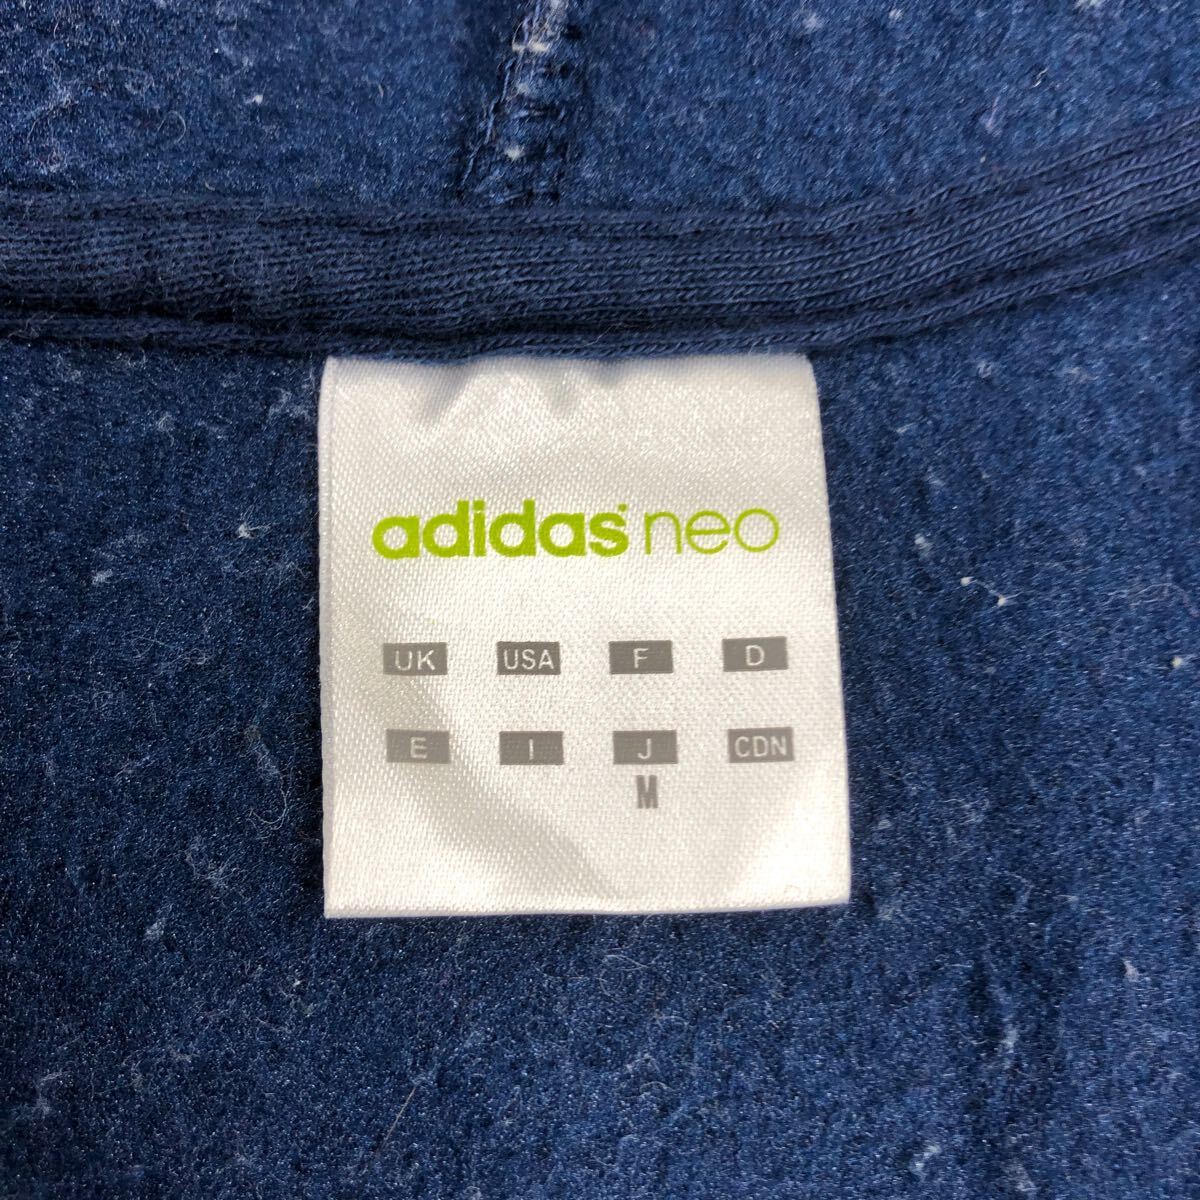 adidas neo
UK USA F D
E I J CDN
M